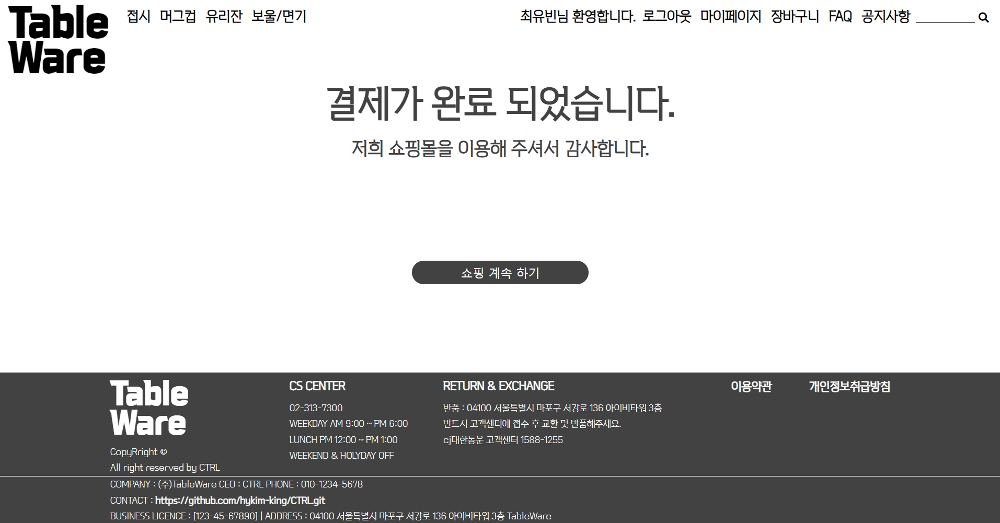 Table
Ware
접시 머그컵 유리잔 보울/면기
최유빈님 환영합니다. 로그아웃 마이페이지 장바구니 FAQ 공지사항
결제가 완료 되었습니다.
저희 쇼핑몰을 이용해 주셔서 감사합니다.
쇼핑 계속 하기
Table
Ware
CopyRright ©
All right reserved by CTRL
CS CENTER
02-313-7300
WEEKDAY AM 9:00 ~ PM 6:00
LUNCH PM 12:00 ~ PM 1:00
WEEKEND & HOLYDAY OFF
RETURN & EXCHANGE
반품 : 04100 서울특별시 마포구 서강로 136 아이비타워 3층
반드시 고객센터에 접수 후 교환 및 반품해주세요.
cj대한통운 고객센터 1588-1255
이용약관
개인정보취급방침
COMPANY : (주)TableWare CEO : CTRL PHONE : 010-1234-5678
CONTACT : https://github.com/hykim-king/CTRL.git
BUSINESS LICENCE : [123-45-67890] | ADDRESS : 04100 서울특별시 마포구 서강로 136 아이비타워 3층 TableWare